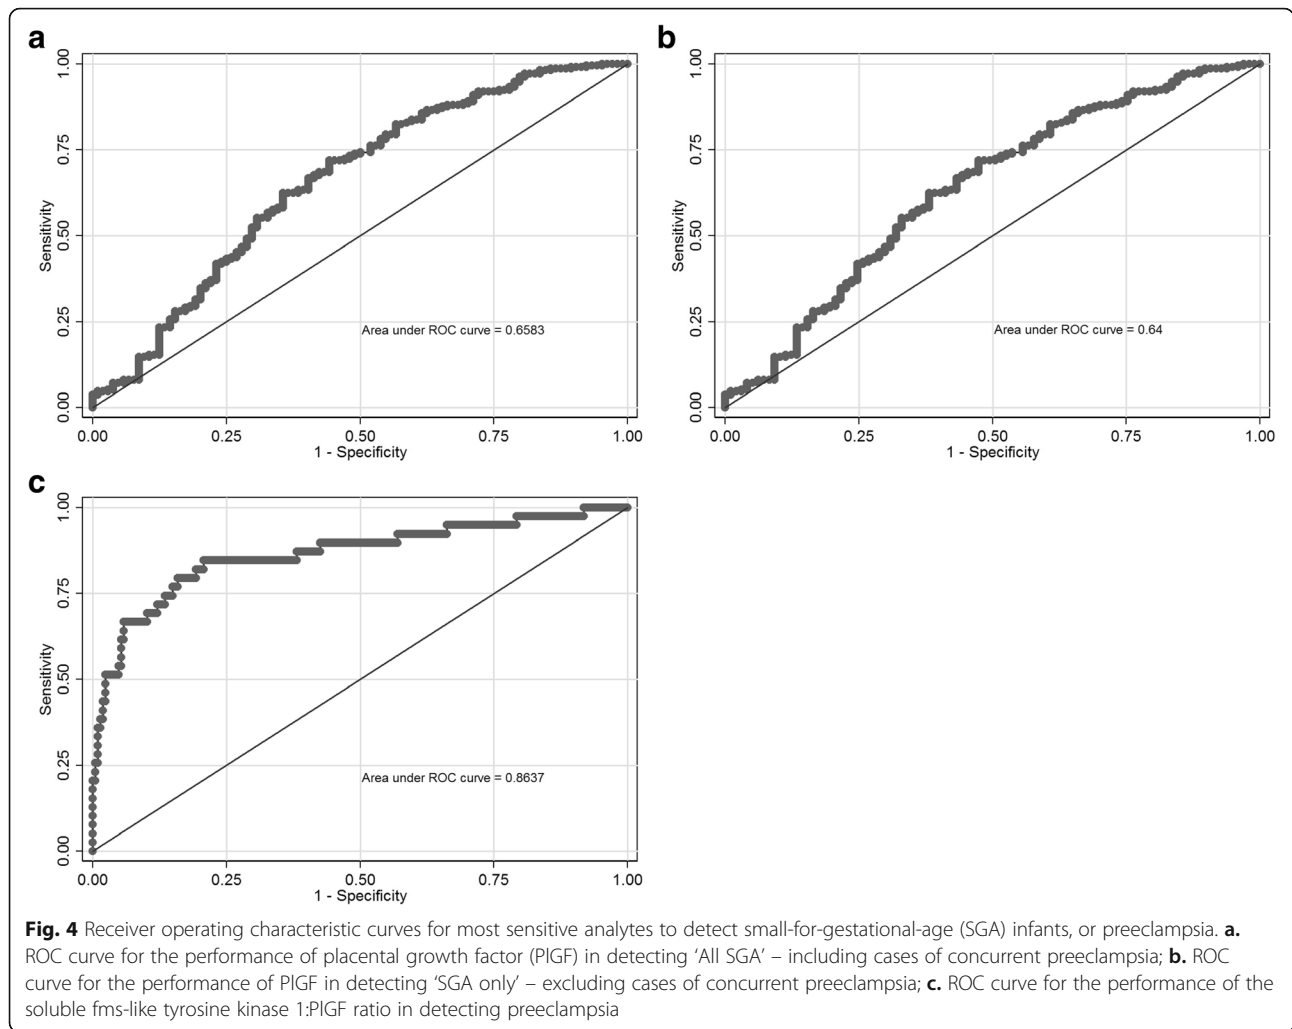 a
1.00
0.75
0.50
0.25
0.00
Sensitivity
Area under ROC curve = 0.6583
0.00 0.25 0.50 0.75 1.00
1 - Specificity
b
1.00
0.75
0.50
0.25
0.00
Sensitivity
Area under ROC curve = 0.64
0.00 0.25 0.50 0.75 1.00
1 - Specificity
c
1.00
0.75
0.50
0.25
0.00
Sensitivity
Area under ROC curve = 0.8637
0.00 0.25 0.50 0.75 1.00
1 - Specificity
Fig. 4 Receiver operating characteristic curves for most sensitive analytes to detect small-for-gestational-age (SGA) infants, or preeclampsia. a.
ROC curve for the performance of placental growth factor (PlGF) in detecting ‘All SGA’ – including cases of concurrent preeclampsia; b. ROC
curve for the performance of PlGF in detecting ‘SGA only’ – excluding cases of concurrent preeclampsia; c. ROC curve for the performance of the
soluble fms-like tyrosine kinase 1:PlGF ratio in detecting preeclampsia